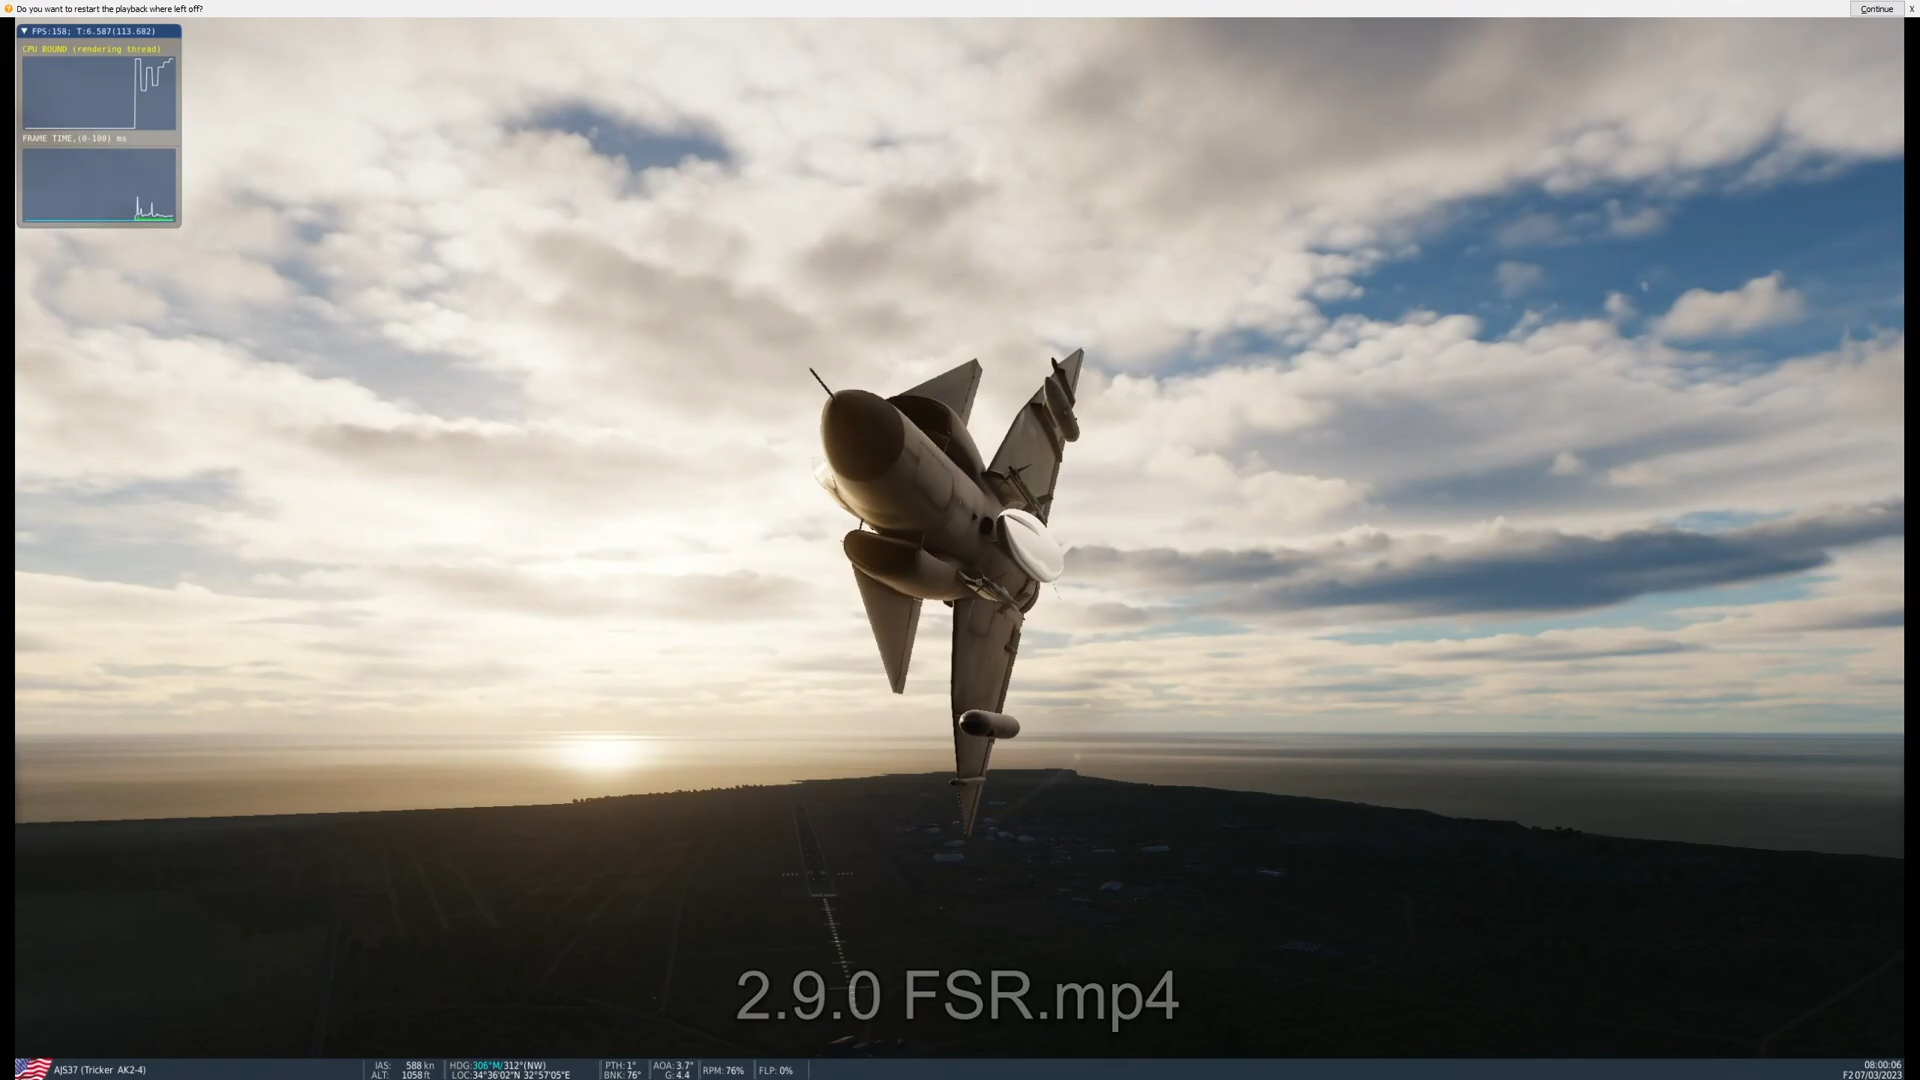 Do you want to restart the playback where left off?
Continue X
FPS:158; T:6.587(113.682)
CPU BOUND (rendering thread)
FRAME TIME,(0-100) ms
2.9.0 FSR.mp4
AJS37 (Tricker AK2-4)
IAS: 588 kn
ALT: 1058 ft
HDG:306°M/312°(NW)
LOC:34°36'02"N 32°57'05"E
PTH: 1°
BNK: 76°
AOA: 3.7°
G: 4.4
RPM: 76%
FLP: 0%
08:00:06
F2 07/03/2023